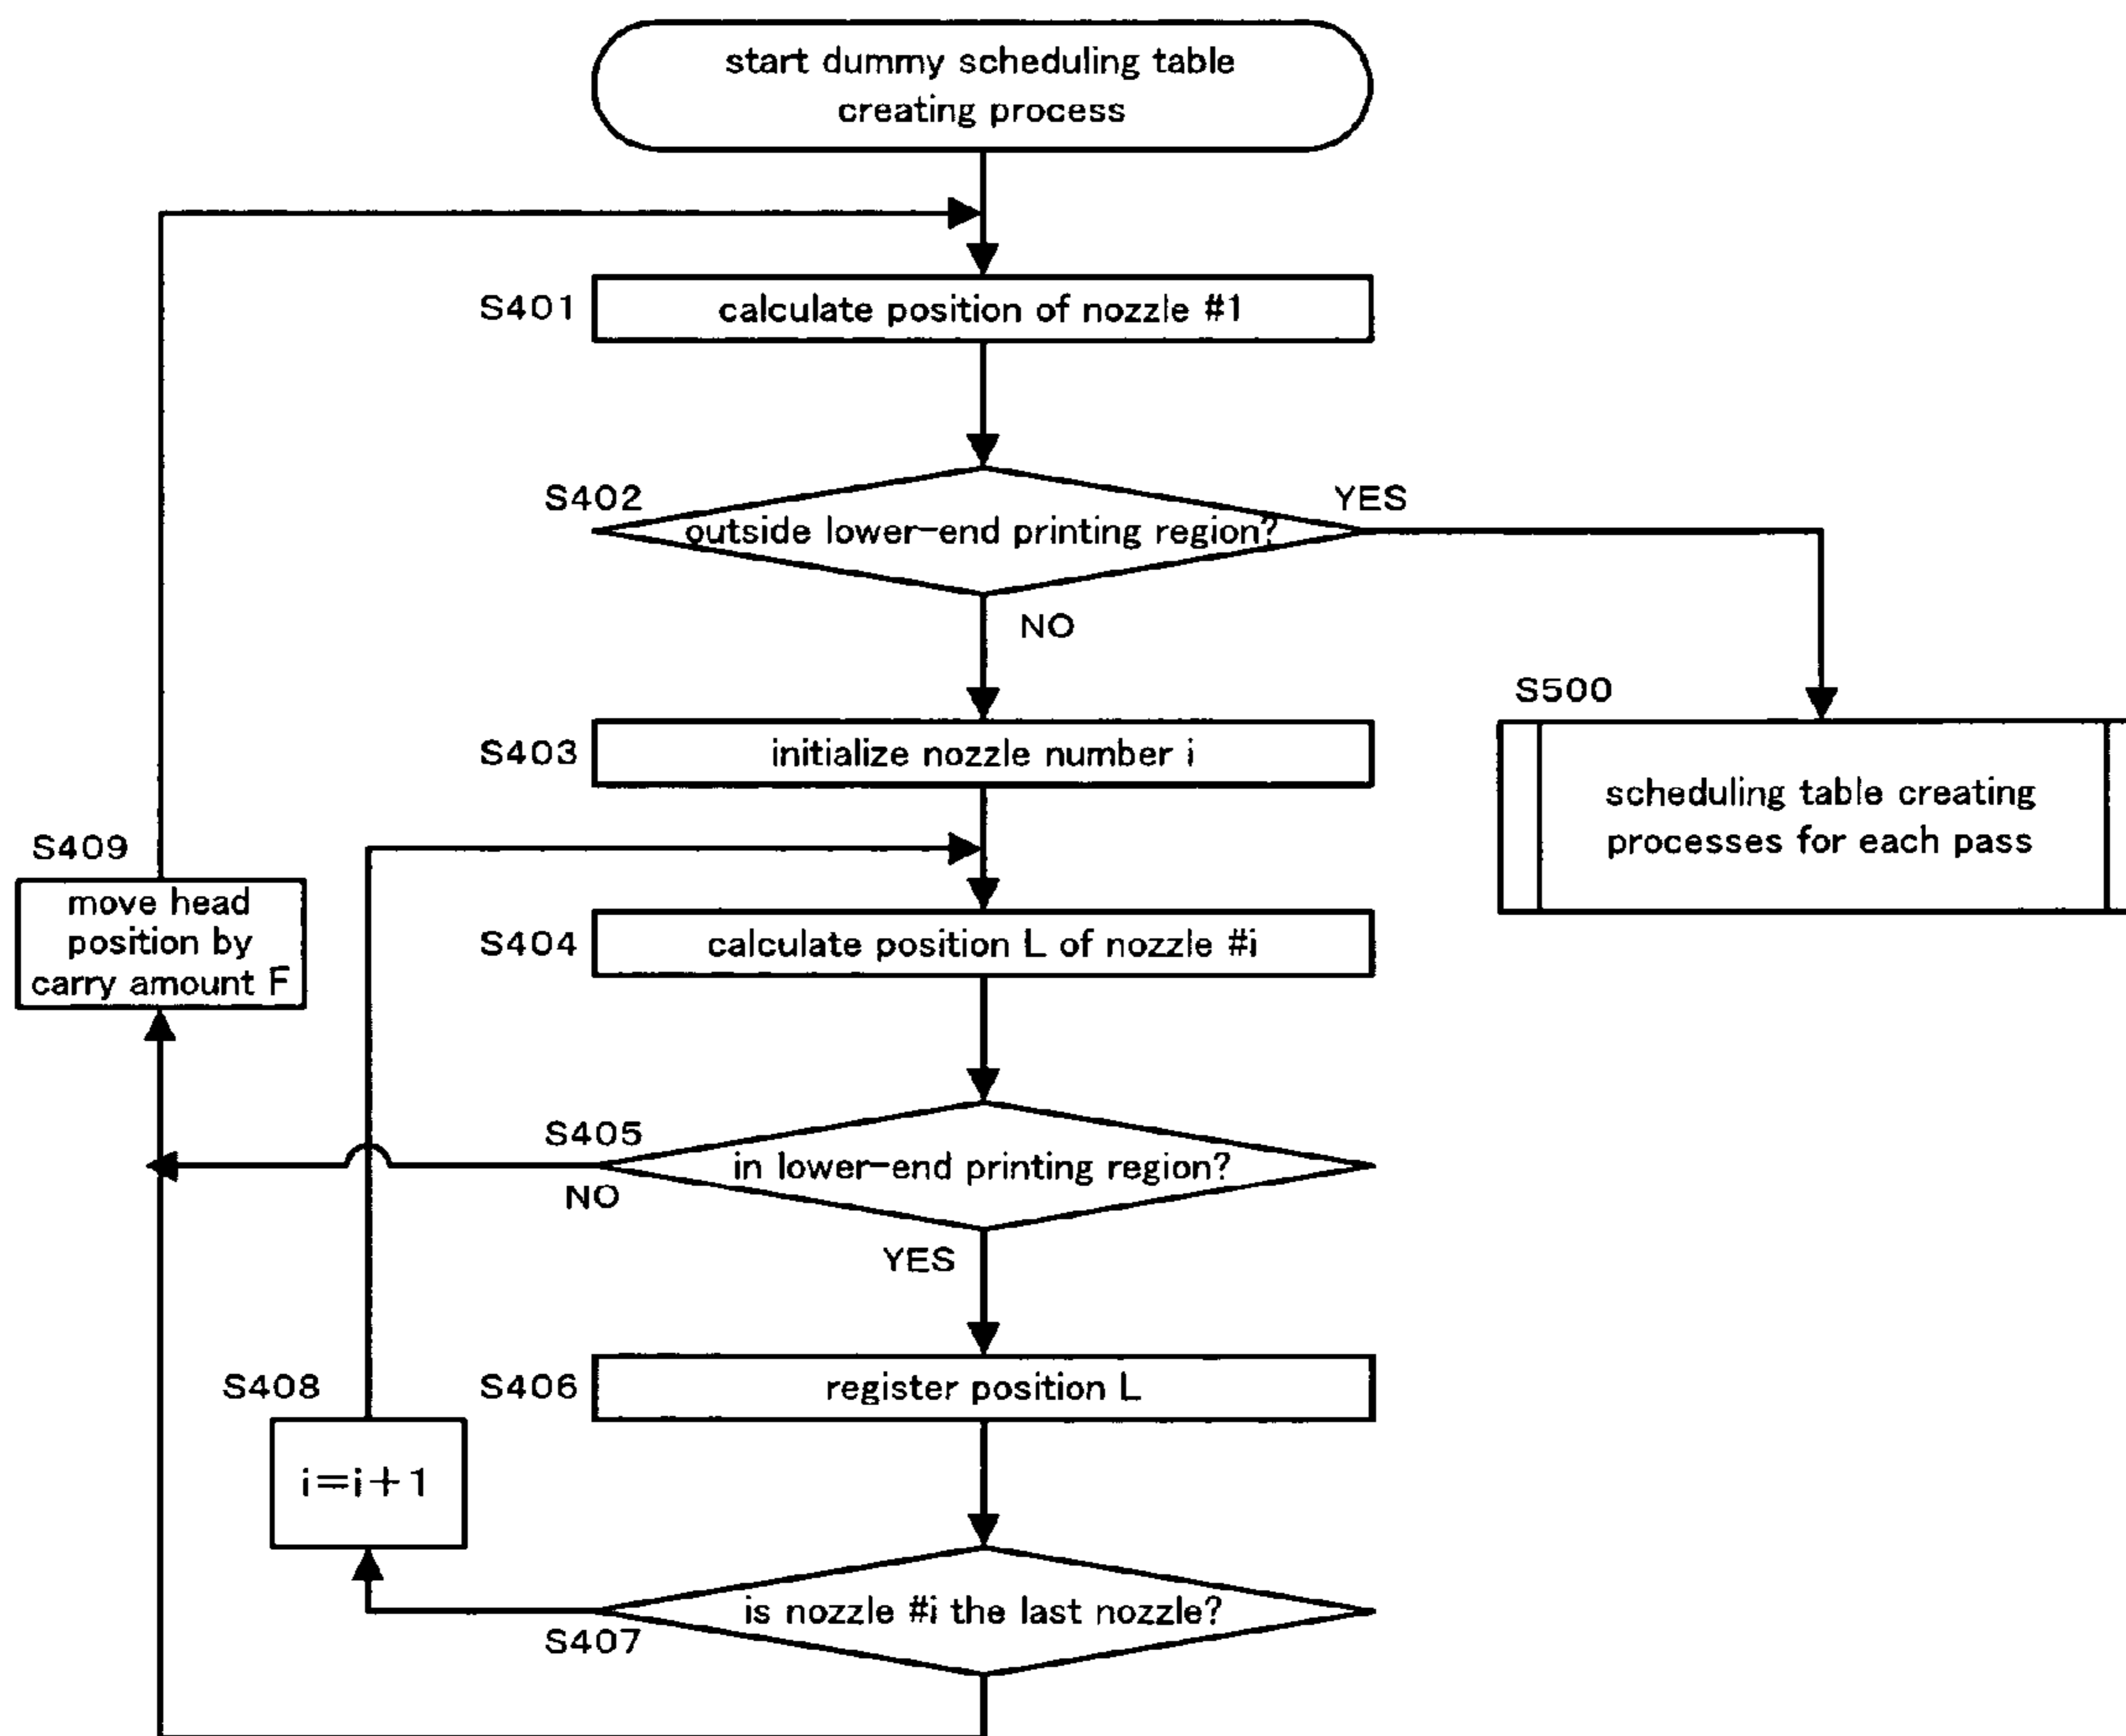 start dummy scheduling table
creating process
S401
calculate position of nozzle #1
S402
outside lower-end printing region?
YES
NO
S500
scheduling table creating
processes for each pass
S403
initialize nozzle number i
S409
move head
position by
carry amount F
S404
calculate position L of nozzle #i
S405
in lower-end printing region?
NO
YES
S408
i=i+1
S406
register position L
is nozzle #i the last nozzle?
S407